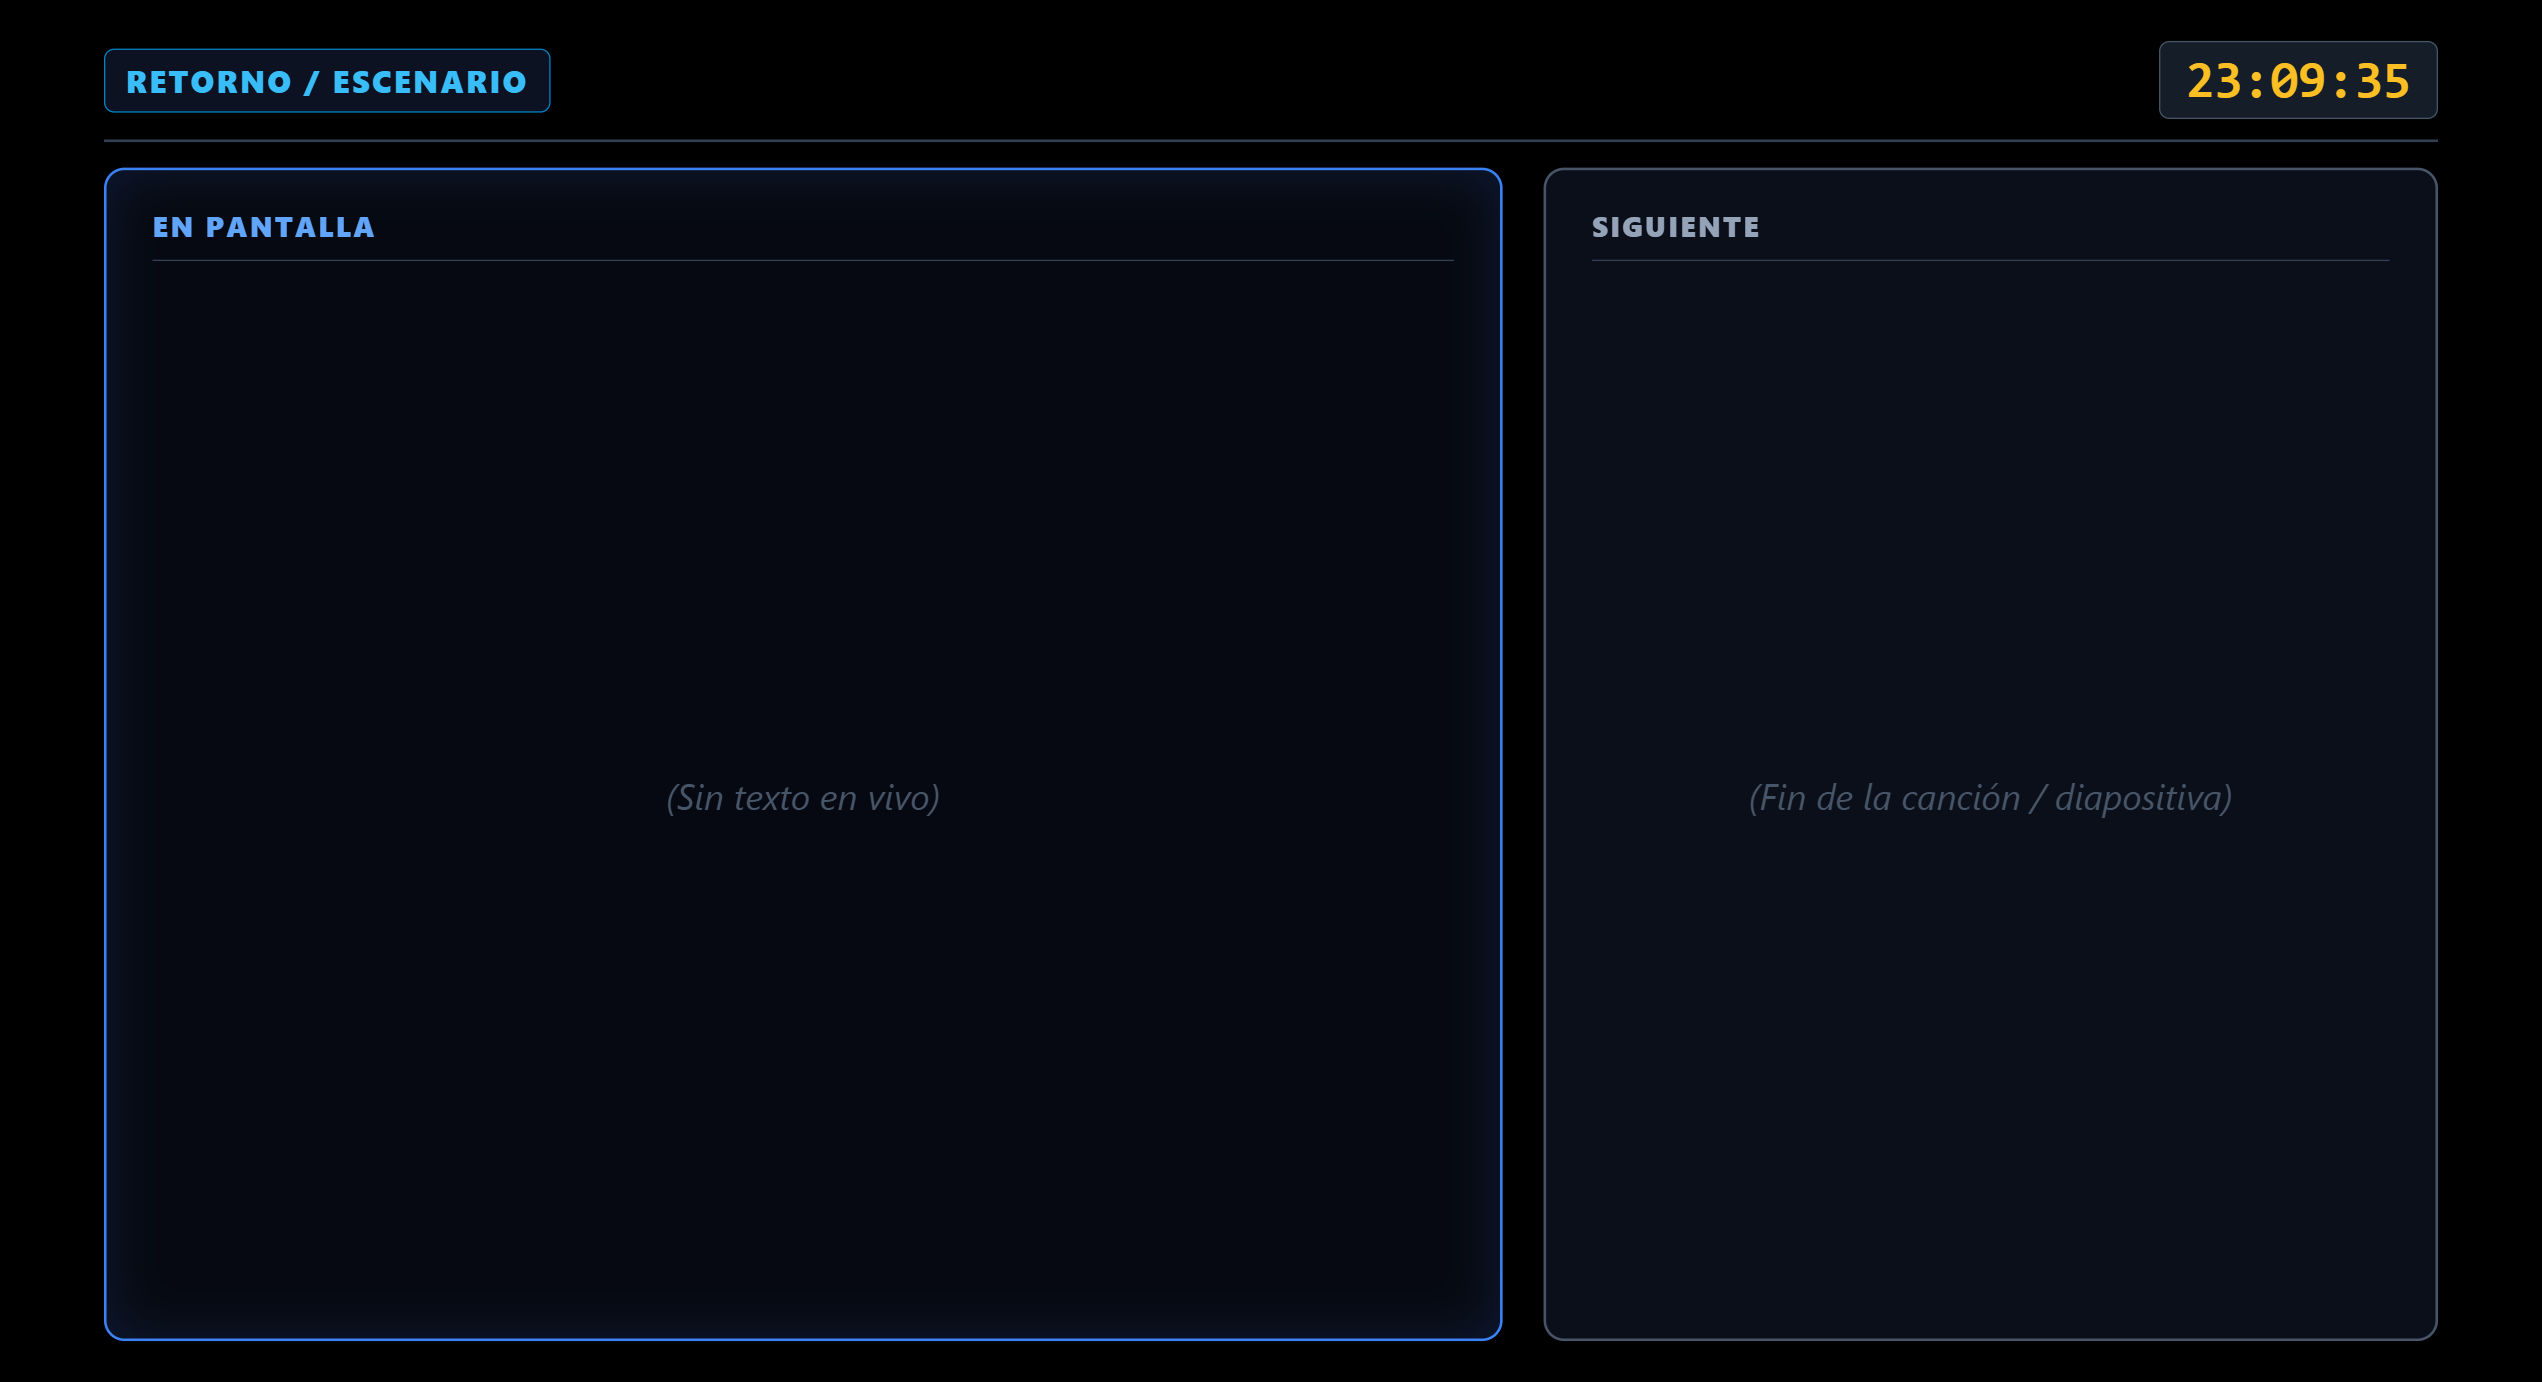 RETORNO / ESCENARIO
23:09:35
EN PANTALLA
(Sin texto en vivo)
SIGUIENTE
(Fin de la canción / diapositiva)